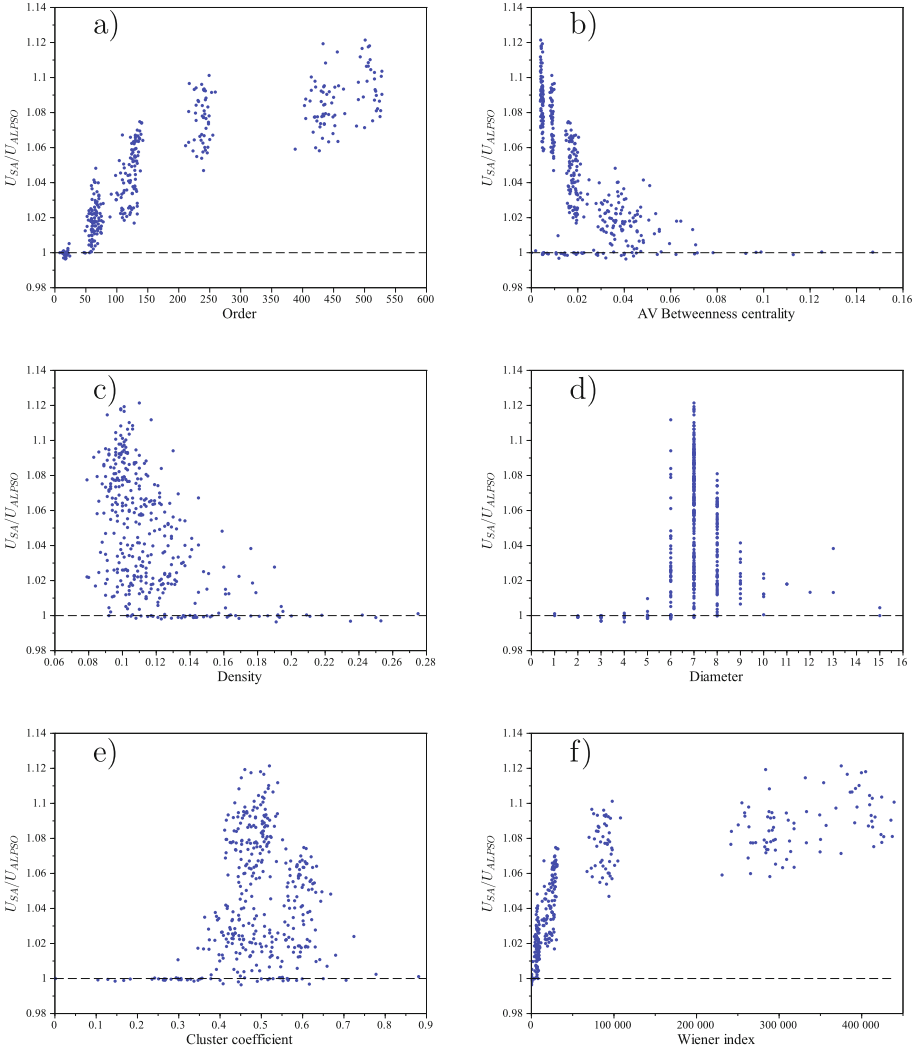 a)
1.14
1.12
1.1
1.08
1.06
1.04
1.02
1
0.98
U_SA/U_ALPSO
0 50 100 150 200 250 300 350 400 450 500 550 600
Order
b)
1.14
1.12
1.1
1.08
1.06
1.04
1.02
1
0.98
U_SA/U_ALPSO
0 0.02 0.04 0.06 0.08 0.1 0.12 0.14 0.16
AV Betweenness centrality
c)
1.14
1.12
1.1
1.08
1.06
1.04
1.02
1
0.98
U_SA/U_ALPSO
0.06 0.08 0.1 0.12 0.14 0.16 0.18 0.2 0.22 0.24 0.26 0.28
Density
d)
1.14
1.12
1.1
1.08
1.06
1.04
1.02
1
0.98
U_SA/U_ALPSO
0 1 2 3 4 5 6 7 8 9 10 11 12 13 14 15 16
Diameter
e)
1.14
1.12
1.1
1.08
1.06
1.04
1.02
1
0.98
U_SA/U_ALPSO
0 0.1 0.2 0.3 0.4 0.5 0.6 0.7 0.8 0.9
Cluster coefficient
f)
1.14
1.12
1.1
1.08
1.06
1.04
1.02
1
0.98
U_SA/U_ALPSO
0 100 000 200 000 300 000 400 000
Wiener index